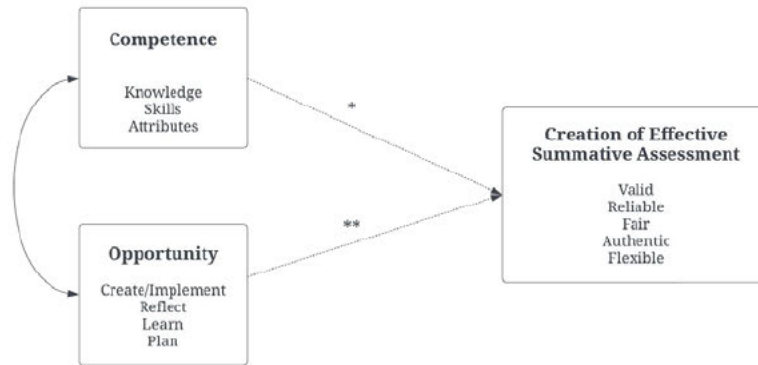 Competence
Knowledge
Skills
Attributes
*
Creation of Effective
Summative Assessment
Valid
Reliable
Fair
Authentic
Flexible
**
Opportunity
Create/Implement
Reflect
Learn
Plan